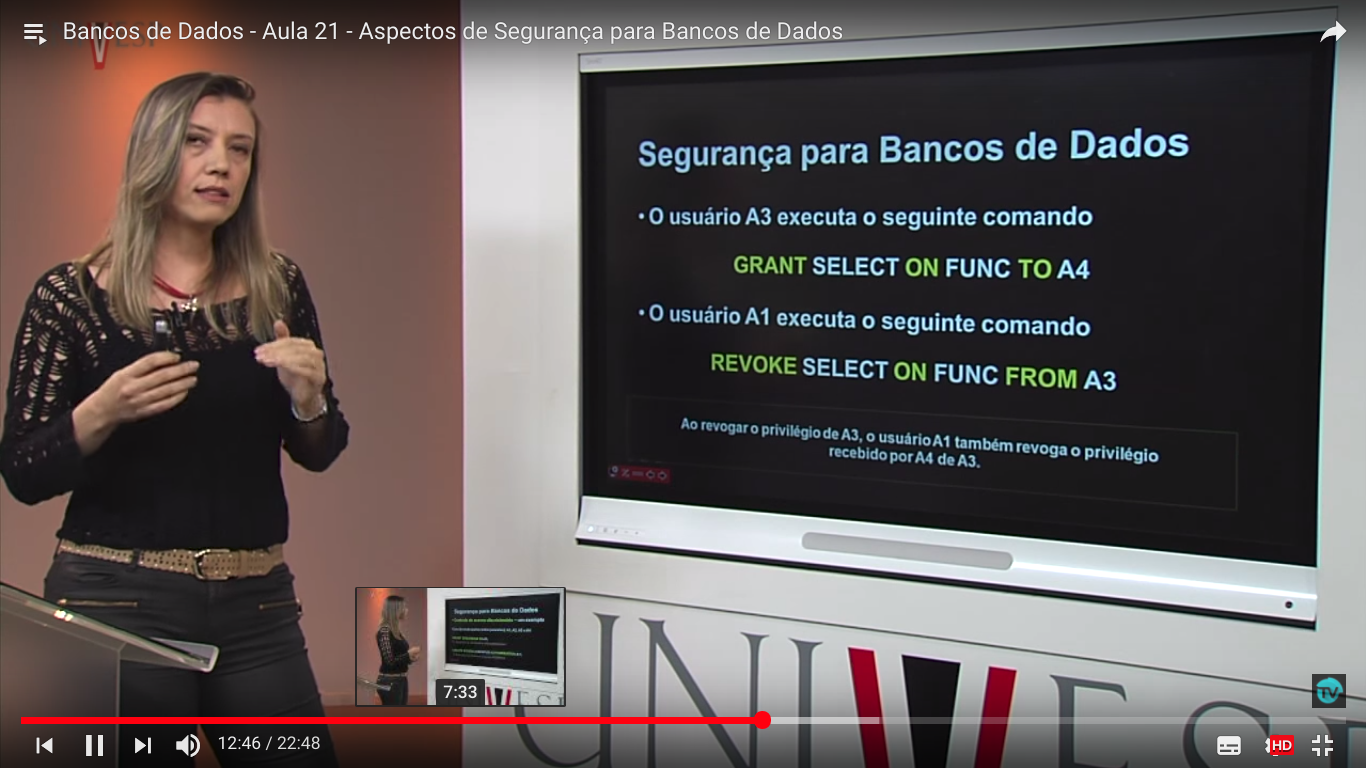 Bancos de Dados - Aula 21 - Aspectos de Segurança para Bancos de Dados
Segurança para Bancos de Dados
• O usuário A3 executa o seguinte comando
GRANT SELECT ON FUNC TO A4
• O usuário A1 executa o seguinte comando
REVOKE SELECT ON FUNC FROM A3
Ao revogar o privilégio de A3, o usuário A1 também revoga o privilégio
recebido por A4 de A3.
Segurança para Bancos de Dados
7:33
UNIVES
TV
12:46 / 22:48
HD